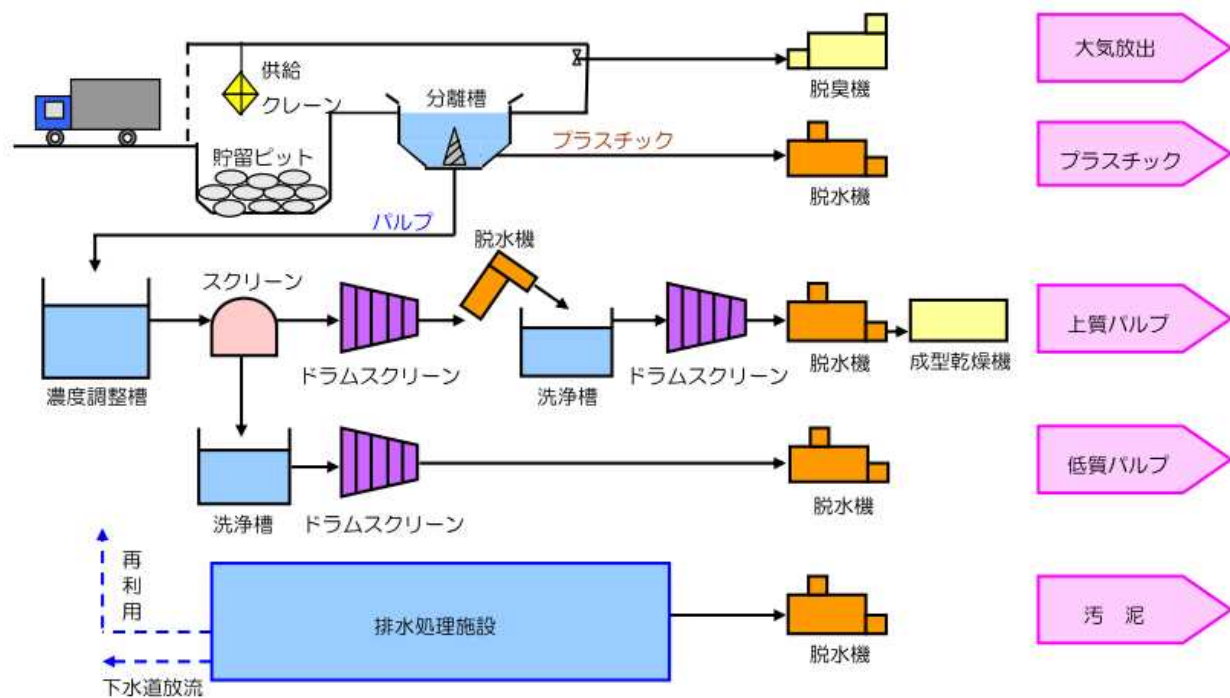 供給
クレーン
分離槽
脱臭機
大気放出
貯留ピット
プラスチック
脱水機
プラスチック
パルプ
脱水機
スクリーン
濃度調整槽
ドラムスクリーン
洗浄槽
ドラムスクリーン
脱水機
成型乾燥機
上質パルプ
洗浄槽
ドラムスクリーン
脱水機
低質パルプ
再利用
排水処理施設
脱水機
汚 泥
下水道放流